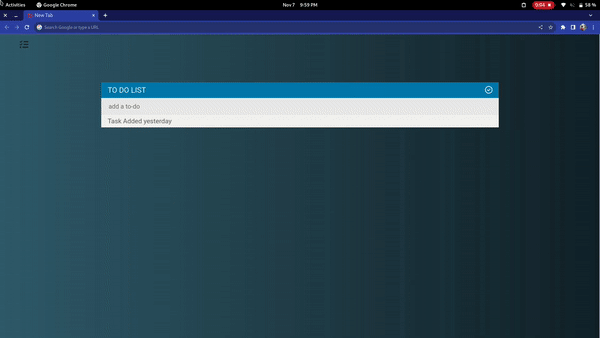 Activities
Google Chrome
Nov 7 9:59 PM
0:04
58 %
New Tab
Search Google or type a URL
TO DO LIST
add a to-do
Task Added yesterday